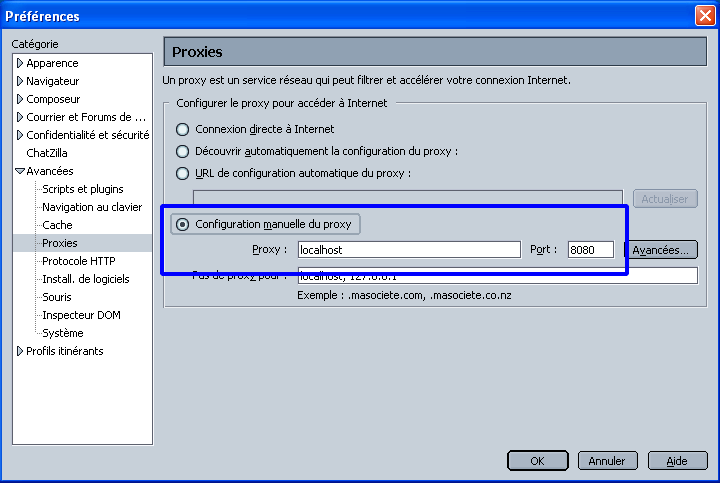 Préférences
Catégorie
Apparence
Navigateur
Composeur
Courrier et Forums de ...
Confidentialité et sécurité
ChatZilla
Avancées
Scripts et plugins
Navigation au clavier
Cache
Proxies
Protocole HTTP
Install. de logiciels
Souris
Inspecteur DOM
Système
Profils itinérants
Proxies
Un proxy est un service réseau qui peut filtrer et accélérer votre connexion Internet.
Configurer le proxy pour accéder à Internet
Connexion directe à Internet
Découvrir automatiquement la configuration du proxy :
URL de configuration automatique du proxy :
Actualiser
Configuration manuelle du proxy
Proxy : localhost Port : 8080 Avancées...
Pas de proxy pour : localhost, 127.0.0.1
Exemple : .masociete.com, .masociete.co.nz
OK Annuler Aide